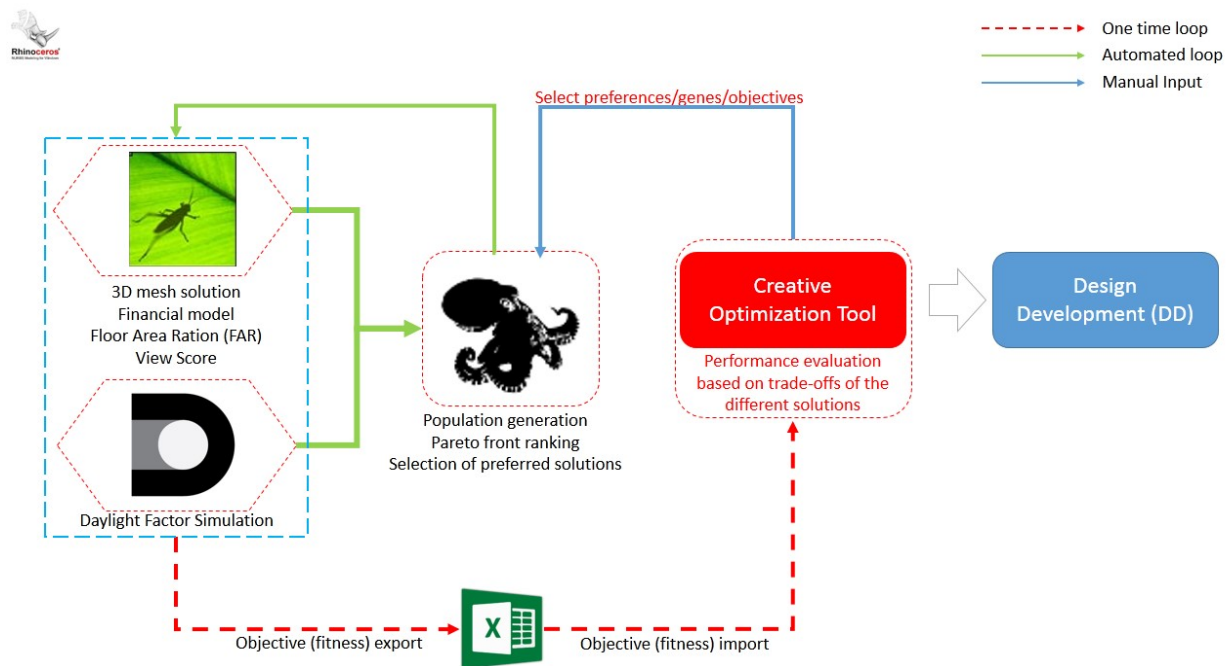 Rhinoceros
One time loop
Automated loop
Manual Input
Select preferences/genes/objectives
3D mesh solution
Financial model
Floor Area Ration (FAR)
View Score
Daylight Factor Simulation
Population generation
Pareto front ranking
Selection of preferred solutions
Creative
Optimization Tool
Performance evaluation
based on trade-offs of the
different solutions
Design
Development (DD)
Objective (fitness) export
X
Objective (fitness) import